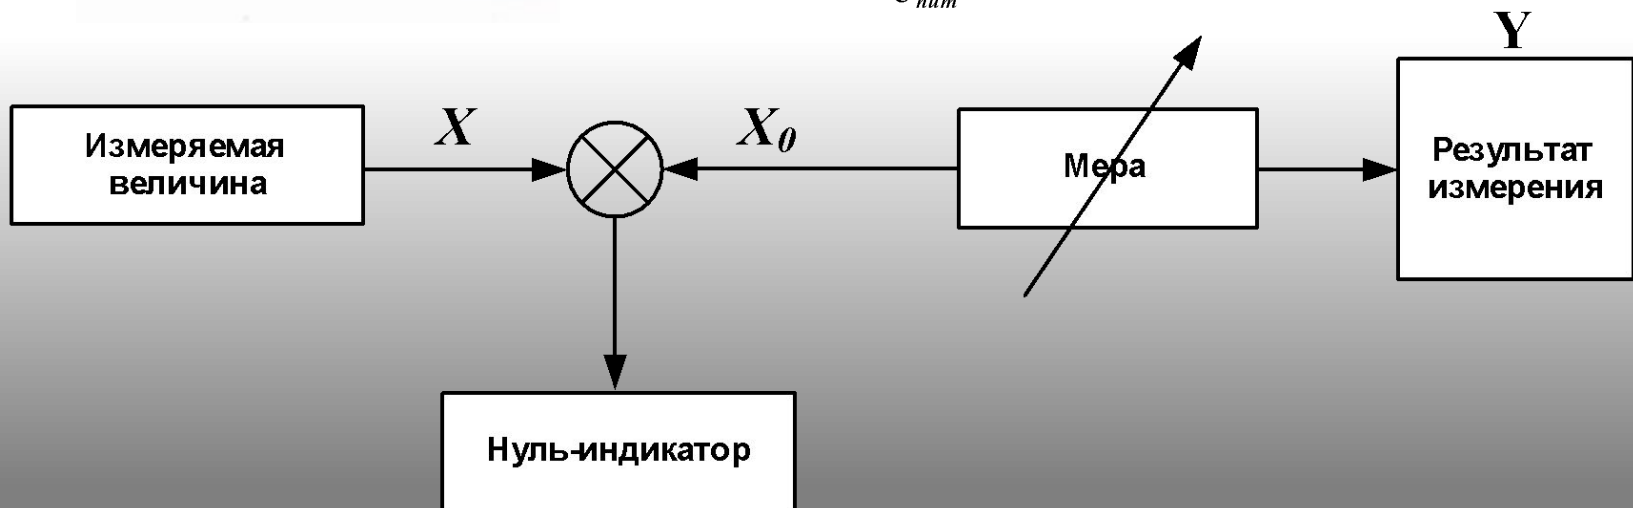 Y
X
X₀
Измеряемая
величина
Мера
Результат
измерения
Нуль-индикатор